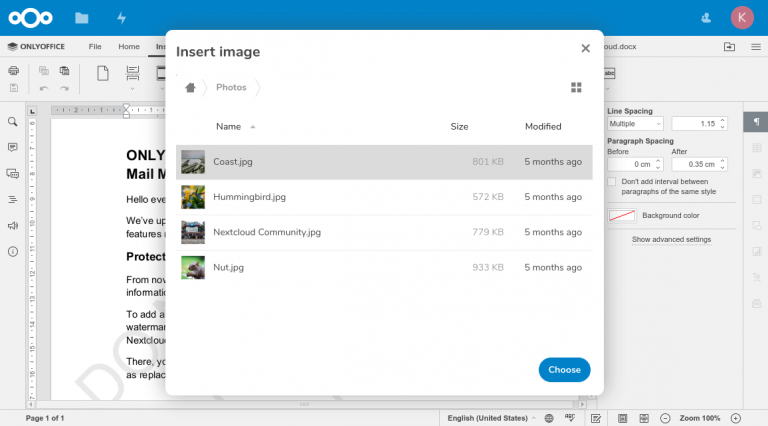 K
ONLYOFFICE File Home
oud.docx
Insert image
Photos
Name Size Modified
Coast.jpg 801 KB 5 months ago
Hummingbird.jpg 572 KB 5 months ago
Nextcloud Community.jpg 779 KB 5 months ago
Nut.jpg 933 KB 5 months ago
Choose
abc
Line Spacing
Multiple 1.15
Paragraph Spacing
Before After
0 cm 0.35 cm
Don't add interval between
paragraphs of the same style
Background color
Show advanced settings
ONLY
Mail M
Hello eve
We've up
features
Protect
From now
informatio
To add a
watermar
Nextcloud
There, yo
as replac
Page 1 of 1 English (United States) Zoom 100%